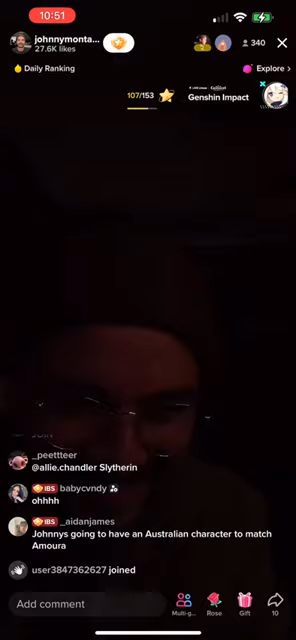 10:51
johnnymonta...
27.6K likes
340
Daily Ranking
Explore >
107/153
Genshin Impact
_peettteer
@allie.chandler Slytherin
IBS babycvndy
ohhhh
IBS _aidanjames
Johnnys going to have an Australian character to match
Amoura
user3847362627 joined
Add comment
Multi-g...
Rose
Gift
10